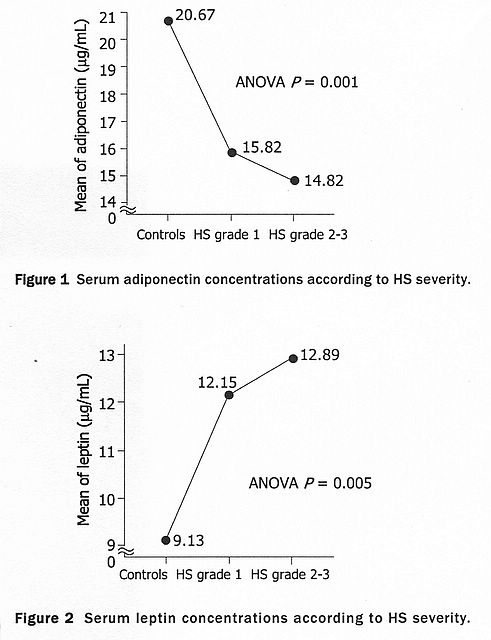 21
20
19
18
17
16
15
14
0
Mean of adiponectin (μg/mL)
20.67
ANOVA P = 0.001
15.82
14.82
Controls HS grade 1 HS grade 2-3
Figure 1 Serum adiponectin concentrations according to HS severity.
13
12
11
10
9
0
Mean of leptin (μg/mL)
12.89
12.15
ANOVA P = 0.005
9.13
Controls HS grade 1 HS grade 2-3
Figure 2 Serum leptin concentrations according to HS severity.